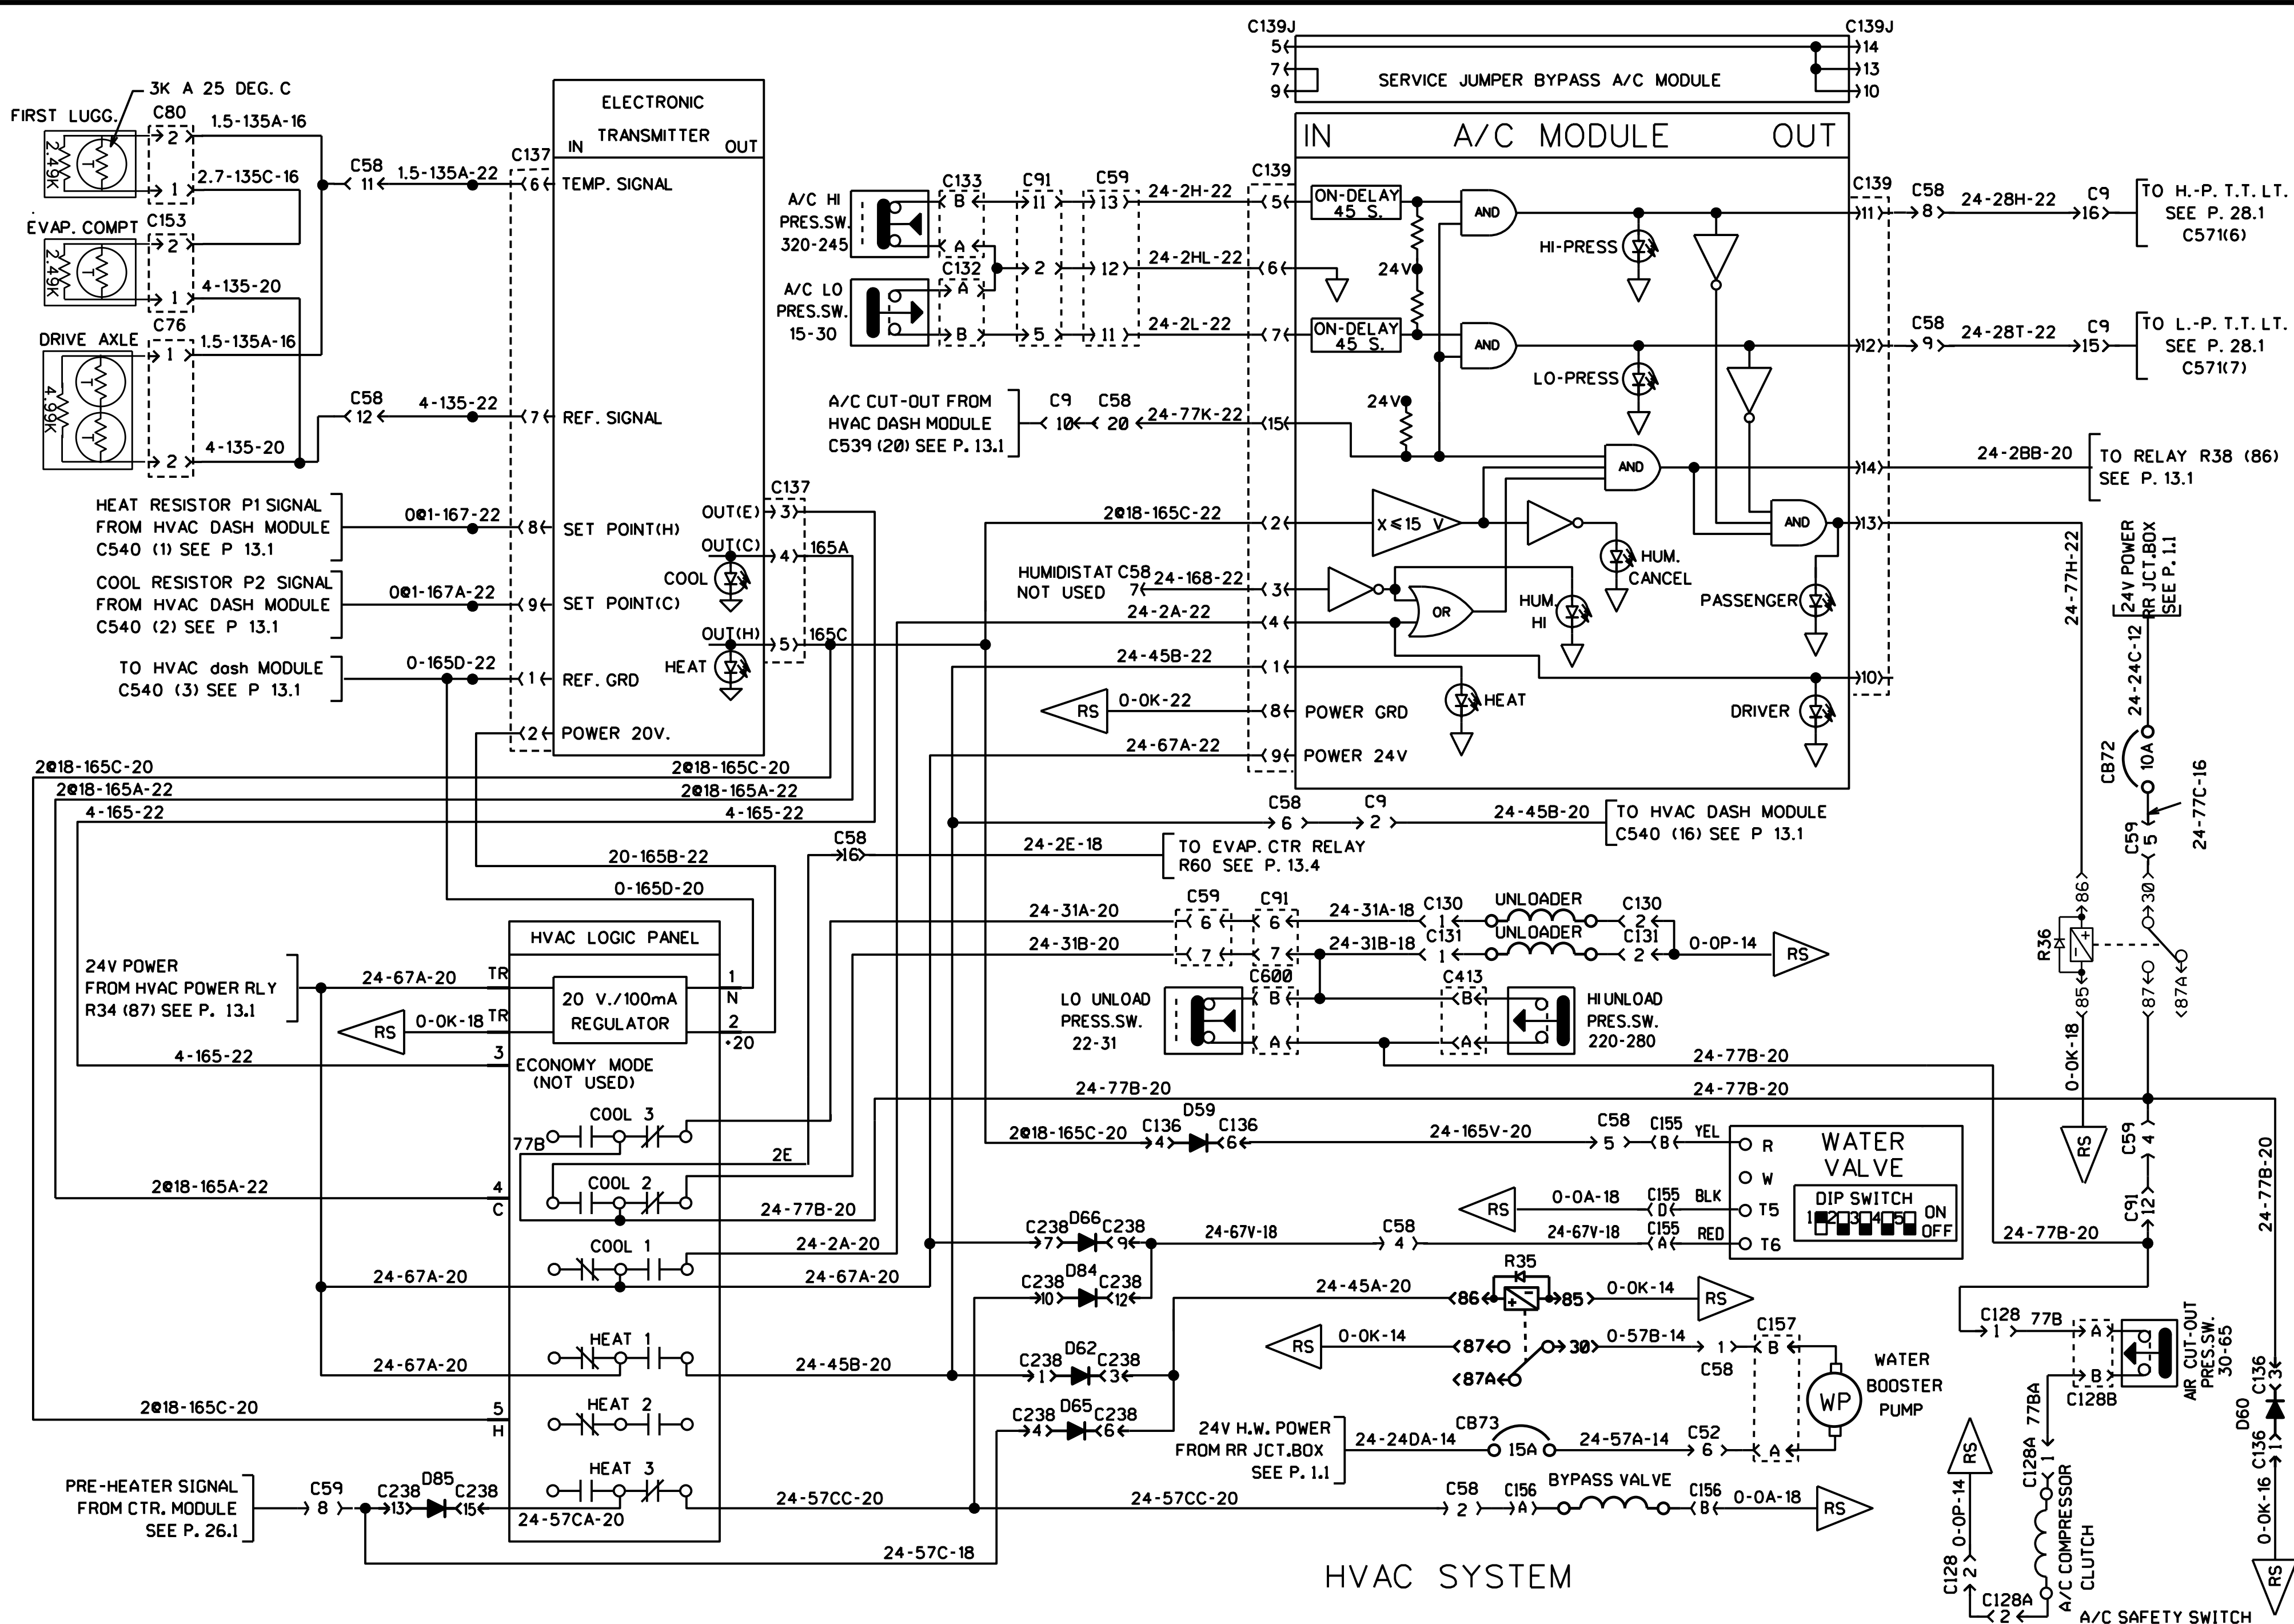 C139J
C139J
5
14
7
13
9
10
SERVICE JUMPER BYPASS A/C MODULE
3K A 25 DEG. C
FIRST LUGG.
C80
2.49K
T
2
1
1.5-135A-16
2.7-135C-16
EVAP. COMPT
C153
2.49K
T
2
1
4-135-20
DRIVE AXLE
C76
4.99K
T
T
1
2
1.5-135A-16
4-135-20
C58
11
1.5-135A-22
C58
12
4-135-22
C137
ELECTRONIC
TRANSMITTER
IN
OUT
6
TEMP. SIGNAL
7
REF. SIGNAL
8
SET POINT(H)
9
SET POINT(C)
1
REF. GRD
2
POWER 20V.
C137
OUT(E)
3
OUT(C)
4
165A
COOL
OUT(H)
5
165C
HEAT
HEAT RESISTOR P1 SIGNAL
FROM HVAC DASH MODULE
C540 (1) SEE P 13.1
0@1-167-22
COOL RESISTOR P2 SIGNAL
FROM HVAC DASH MODULE
C540 (2) SEE P 13.1
0@1-167A-22
TO HVAC dash MODULE
C540 (3) SEE P 13.1
0-165D-22
A/C HI
PRES.SW.
320-245
C133
B
A
C91
11
2
5
C59
13
12
11
A/C LO
PRES.SW.
15-30
C132
A
B
24-2H-22
24-2HL-22
24-2L-22
A/C CUT-OUT FROM
HVAC DASH MODULE
C539 (20) SEE P. 13.1
C9
10
C58
20
24-77K-22
2@18-165C-22
HUMIDISTAT
NOT USED
C58
7
24-168-22
24-2A-22
24-45B-22
RS
0-0K-22
24-67A-22
C139
IN
A/C MODULE
OUT
5
ON-DELAY
45 S.
AND
6
24V
7
ON-DELAY
45 S.
AND
HI-PRESS
LO-PRESS
15
24V
AND
2
X≤15 V
HUM.
CANCEL
3
4
OR
HUM.
HI
1
HEAT
8
POWER GRD
9
POWER 24V
AND
PASSENGER
DRIVER
C139
11
12
14
13
10
C58
8
24-28H-22
C9
16
TO H.-P. T.T. LT.
SEE P. 28.1
C571(6)
C58
9
24-28T-22
C9
15
TO L.-P. T.T. LT.
SEE P. 28.1
C571(7)
24-2BB-20
TO RELAY R38 (86)
SEE P. 13.1
24-77H-22
24V POWER
RR JCT.BOX
SEE P. 1.1
24-24C-12
CB72
10A
24-77C-16
C59
5
R36
86
85
30
87
87A
0-0K-18
RS
2@18-165C-20
2@18-165C-20
2@18-165A-22
2@18-165A-22
4-165-22
4-165-22
20-165B-22
0-165D-20
C58
6
C9
2
24-45B-20
TO HVAC DASH MODULE
C540 (16) SEE P 13.1
C58
16
24-2E-18
TO EVAP. CTR RELAY
R60 SEE P. 13.4
24-31A-20
24-31B-20
C59
6
7
C91
6
7
24-31A-18
24-31B-18
C130
1
UNLOADER
C130
2
C131
1
UNLOADER
C131
2
0-0P-14
RS
LO UNLOAD
PRESS.SW.
22-31
C600
B
A
C413
B
A
HI UNLOAD
PRES.SW.
220-280
24-77B-20
24-77B-20
24-77B-20
24V POWER
FROM HVAC POWER RLY
R34 (87) SEE P. 13.1
24-67A-20
TR
RS
0-0K-18
TR
4-165-22
3
HVAC LOGIC PANEL
20 V./100mA
REGULATOR
1
N
2
+20
ECONOMY MODE
(NOT USED)
COOL 3
77B
2E
COOL 2
2@18-165A-22
4
C
24-77B-20
COOL 1
24-2A-20
24-67A-20
24-67A-20
HEAT 1
24-67A-20
24-45B-20
HEAT 2
2@18-165C-20
5
H
HEAT 3
24-57CA-20
24-57CC-20
24-57CC-20
24-57C-18
PRE-HEATER SIGNAL
FROM CTR. MODULE
SEE P. 26.1
C59
8
C238
13
D85
C238
15
2@18-165C-20
C136
4
D59
C136
6
24-165V-20
C58
5
C155
B
YEL
R
W
RS
0-0A-18
C155
D
BLK
T5
24-67V-18
C155
A
RED
T6
WATER
VALVE
DIP SWITCH
1 2 3 4 5
ON
OFF
C238
7
D66
C238
9
24-67V-18
C58
4
C238
10
D84
C238
12
C238
1
D62
C238
3
C238
4
D65
C238
6
24-45A-20
R35
86
85
0-0K-14
RS
RS
0-0K-14
87
30
0-57B-14
1
C58
87A
C157
B
A
WP
WATER
BOOSTER
PUMP
24V H.W. POWER
FROM RR JCT.BOX
SEE P. 1.1
24-24DA-14
CB73
15A
24-57A-14
C52
6
C58
2
C156
A
BYPASS VALVE
C156
B
0-0A-18
RS
C59
4
C91
12
24-77B-20
24-77B-20
C128
1
77B
A
B
C128B
AIR CUT-OUT
PRES.SW.
30-65
77BA
C128A
1
A/C COMPRESSOR
CLUTCH
C128A
2
C128
2
0-0P-14
RS
C136
3
D60
C136
1
0-0K-16
RS
A/C SAFETY SWITCH
HVAC SYSTEM